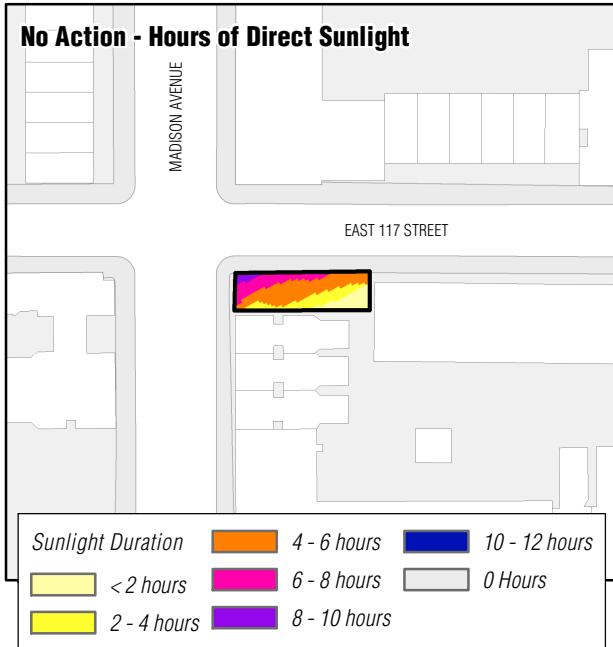 No Action - Hours of Direct Sunlight
MADISON AVENUE
EAST 117 STREET
Sunlight Duration
< 2 hours
2 - 4 hours
4 - 6 hours
6 - 8 hours
8 - 10 hours
10 - 12 hours
0 Hours